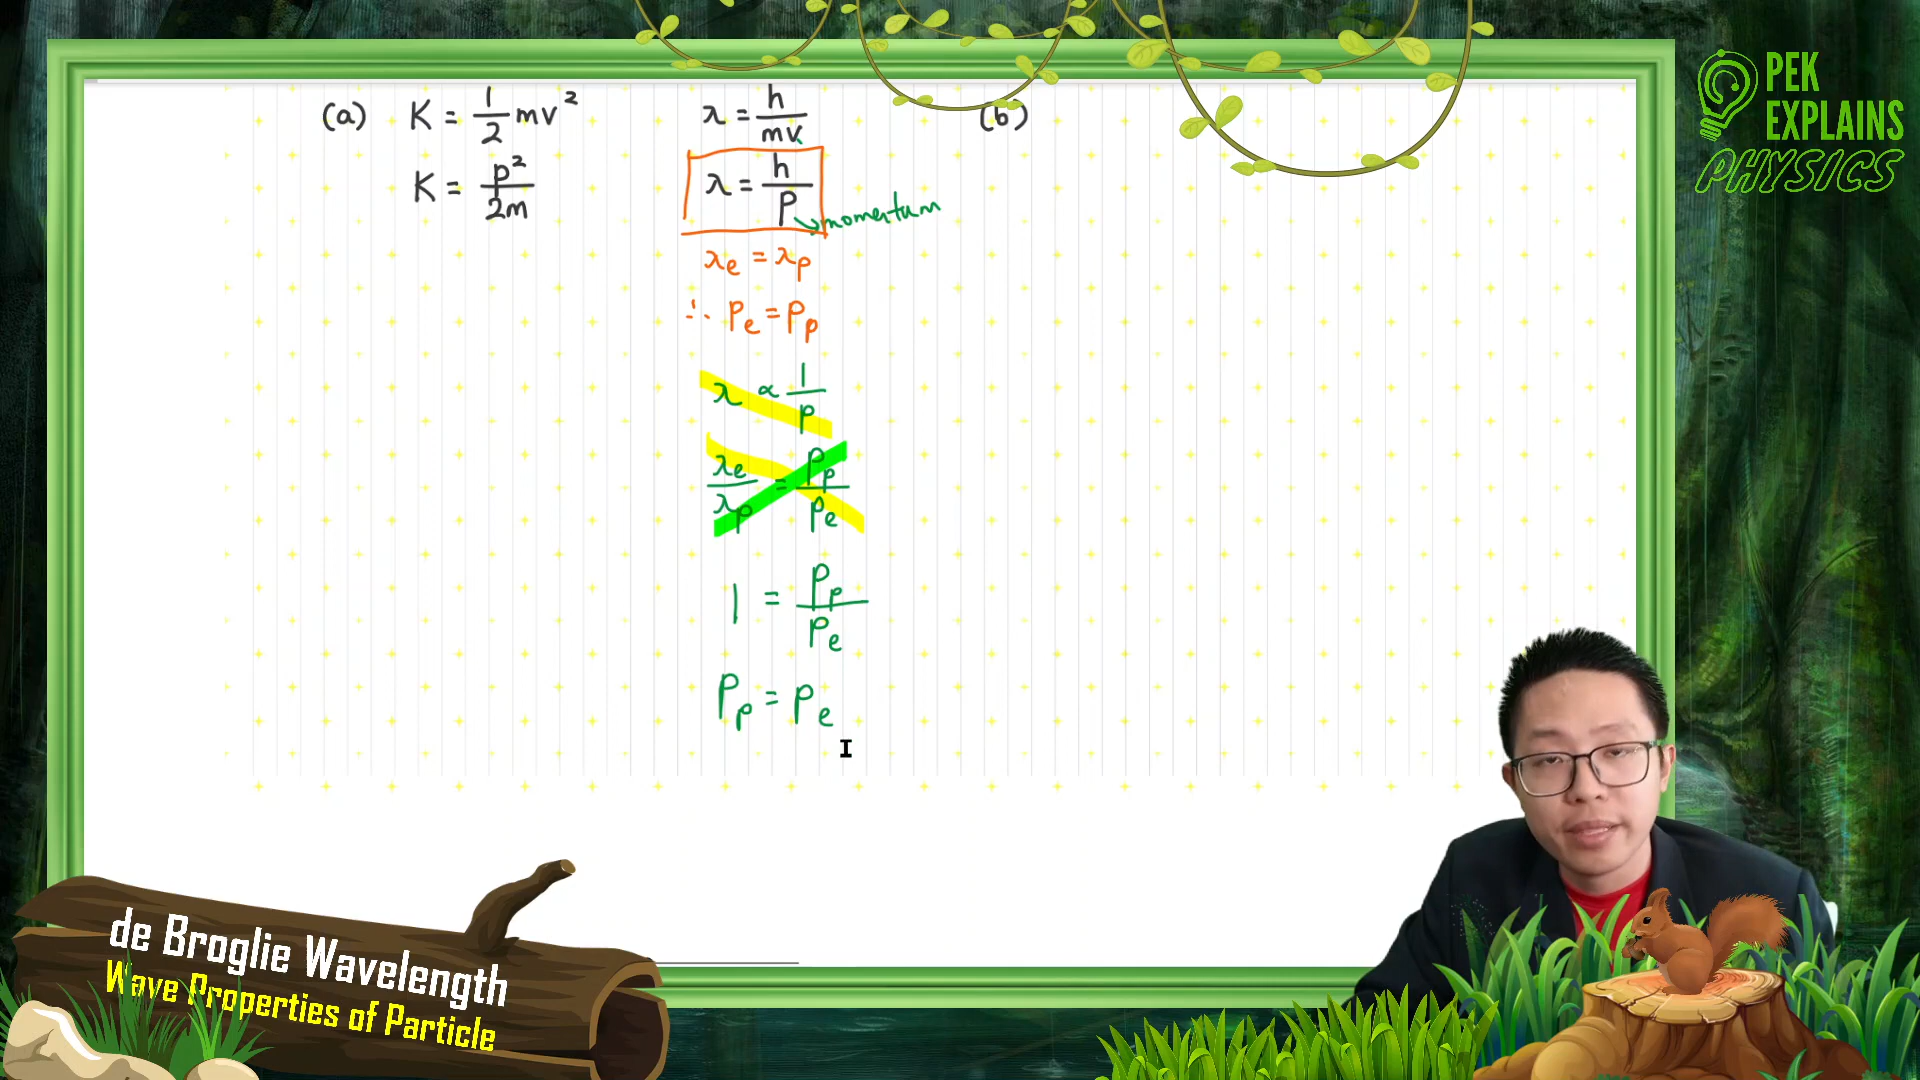 (a) K = 1/2 mv²
K = p²/2m
λ = h/mv
λ = h/p
momentum
λe = λp
∴ Pe = Pp
λ ∝ 1/p
λe/λp = Pp/Pe
1 = Pp/Pe
Pp = Pe
(b)
PEK
EXPLAINS
PHYSICS
de Broglie Wavelength
Wave Properties of Particle